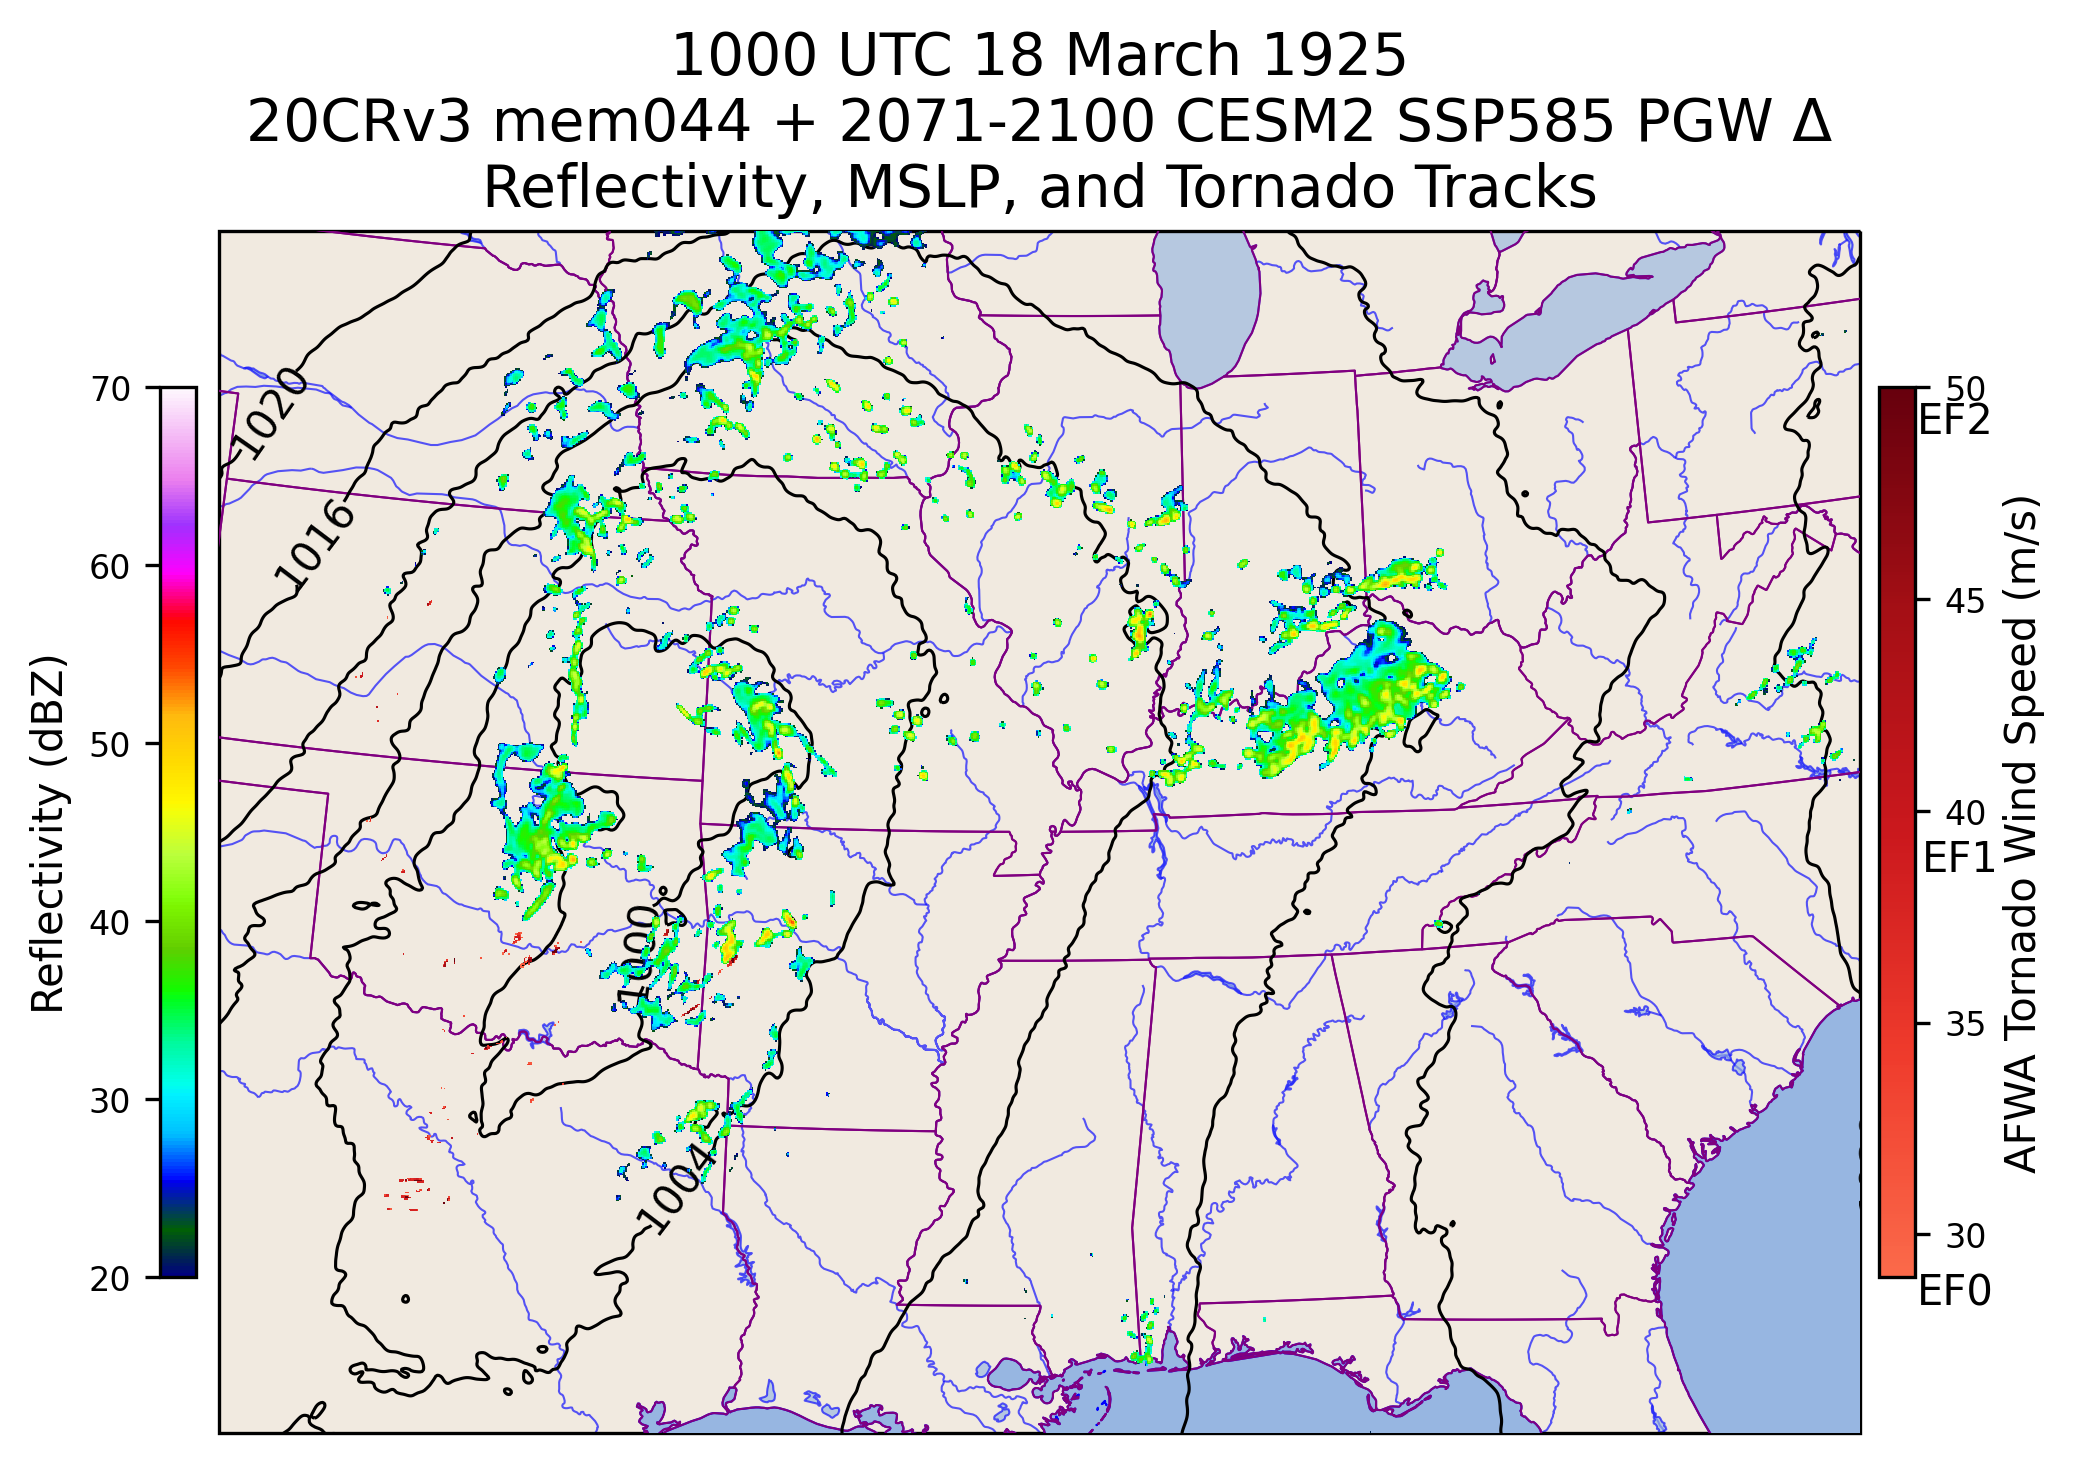 1000 UTC 18 March 1925
20CRv3 mem044 + 2071-2100 CESM2 SSP585 PGW Δ
Reflectivity, MSLP, and Tornado Tracks
70
60
50
40
30
20
Reflectivity (dBZ)
1020
1016
1000
1004
50
EF2
45
40
EF1
35
30
EF0
AFWA Tornado Wind Speed (m/s)